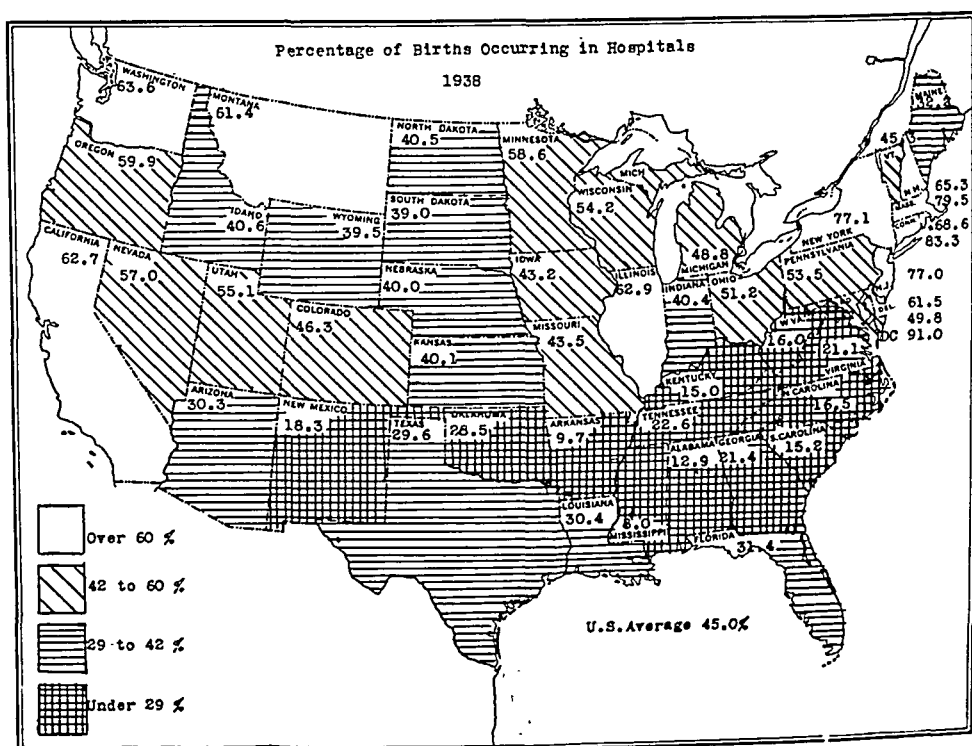 Percentage of Births Occurring in Hospitals
1938
WASHINGTON
63.6
MONTANA
61.4
NORTH DAKOTA
40.5
MINNESOTA
58.6
OREGON
59.9
IDAHO
40.6
WYOMING
39.5
SOUTH DAKOTA
39.0
WISCONSIN
54.2
MICH
48.8
MICHIGAN
MAINE
45
VT.
N.H.
65.3
MASS.
79.5
CONN.
68.6
83.3
77.1
NEW YORK
PENNSYLVANIA
53.5
N.J.
77.0
61.5
DEL.
49.8
DC 91.0
CALIFORNIA
62.7
NEVADA
57.0
UTAH
55.1
COLORADO
46.3
NEBRASKA
40.0
KANSAS
40.1
IOWA
43.2
MISSOURI
43.5
ILLINOIS
62.9
INDIANA
40.4
OHIO
51.2
W.VA.
16.0
21.1
VIRGINIA
KENTUCKY
15.0
N CAROLINA
16.5
TENNESSEE
22.6
S.CAROLINA
15.2
ARIZONA
30.3
NEW MEXICO
18.3
TEXAS
29.6
OKLAHOMA
28.5
ARKANSAS
9.7
ALABAMA
12.9
GEORGIA
21.4
LOUISIANA
30.4
8.0
MISSISSIPPI
FLORIDA
31.4
Over 60 %
42 to 60 %
29 to 42 %
Under 29 %
U.S.Average 45.0%